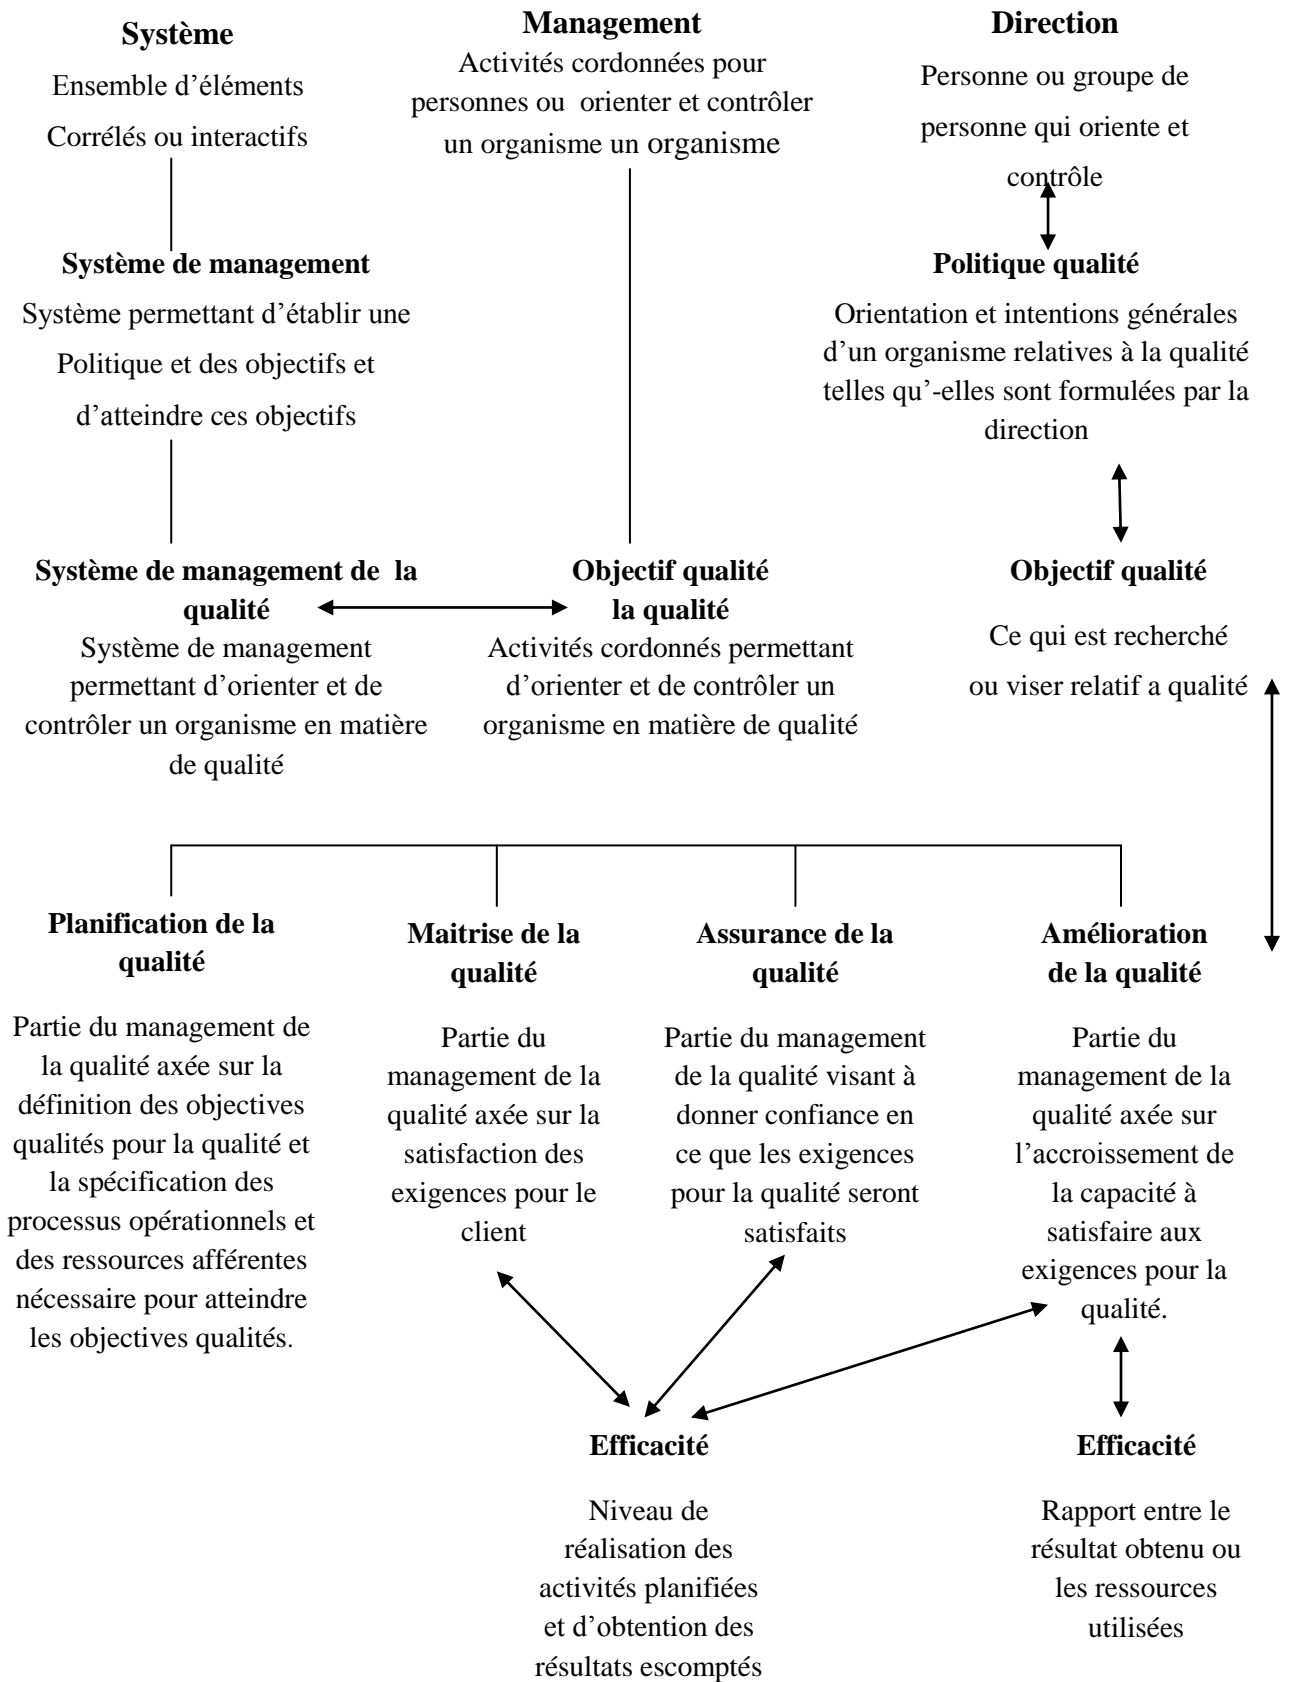 Système
Ensemble d’éléments
Corrélés ou interactifs
Management
Activités cordonnées pour
personnes ou orienter et contrôler
un organisme un organisme
Direction
Personne ou groupe de
personne qui oriente et
contrôle
Système de management
Système permettant d’établir une
Politique et des objectifs et
d’atteindre ces objectifs
Politique qualité
Orientation et intentions générales
d’un organisme relatives à la qualité
telles qu’-elles sont formulées par la
direction
Système de management de la
qualité
Système de management
permettant d’orienter et de
contrôler un organisme en matière
de qualité
Objectif qualité
la qualité
Activités cordonnés permettant
d’orienter et de contrôler un
organisme en matière de qualité
Objectif qualité
Ce qui est recherché
ou viser relatif a qualité
Planification de la
qualité
Partie du management de
la qualité axée sur la
définition des objectives
qualités pour la qualité et
la spécification des
processus opérationnels et
des ressources afférentes
nécessaire pour atteindre
les objectives qualités.
Maitrise de la
qualité
Partie du
management de la
qualité axée sur la
satisfaction des
exigences pour le
client
Assurance de la
qualité
Partie du management
de la qualité visant à
donner confiance en
ce que les exigences
pour la qualité seront
satisfaits
Amélioration
de la qualité
Partie du
management de la
qualité axée sur
l’accroissement de
la capacité à
satisfaire aux
exigences pour la
qualité.
Efficacité
Niveau de
réalisation des
activités planifiées
et d’obtention des
résultats escomptés
Efficacité
Rapport entre le
résultat obtenu ou
les ressources
utilisées